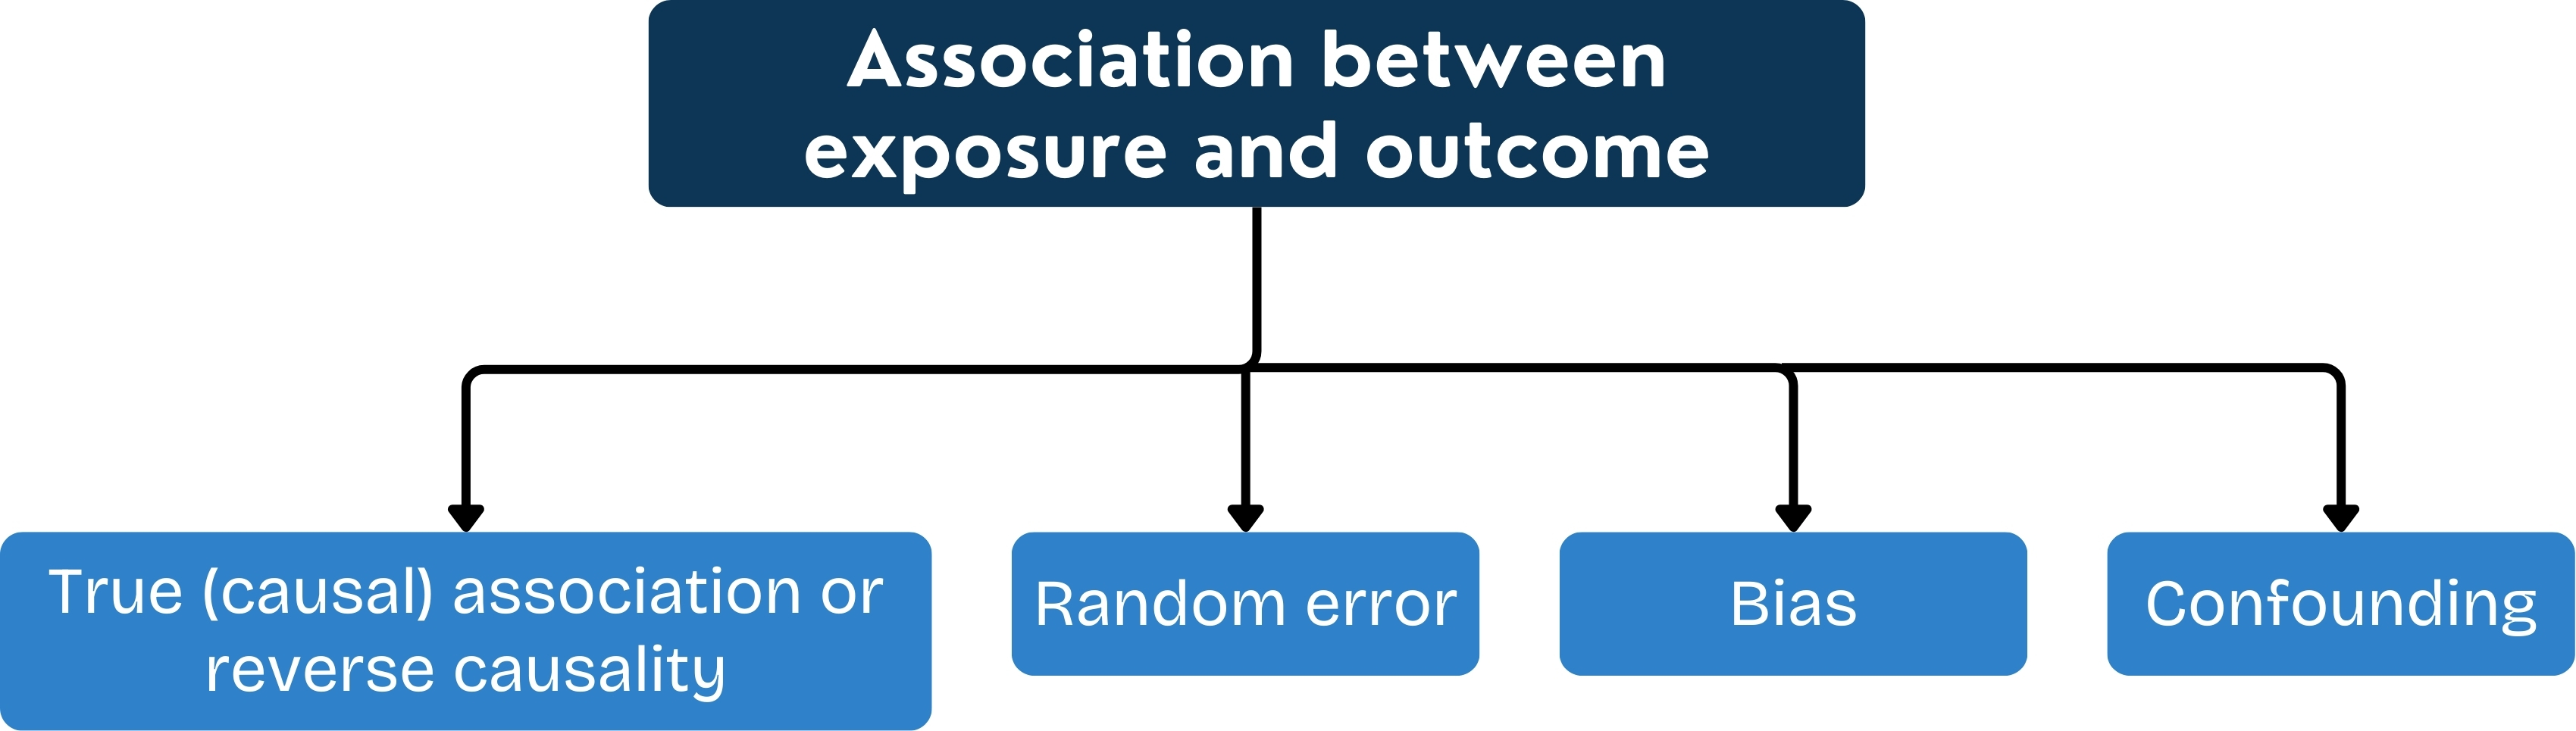 Association between
exposure and outcome
True (causal) association or
reverse causality
Random error
Bias
Confounding